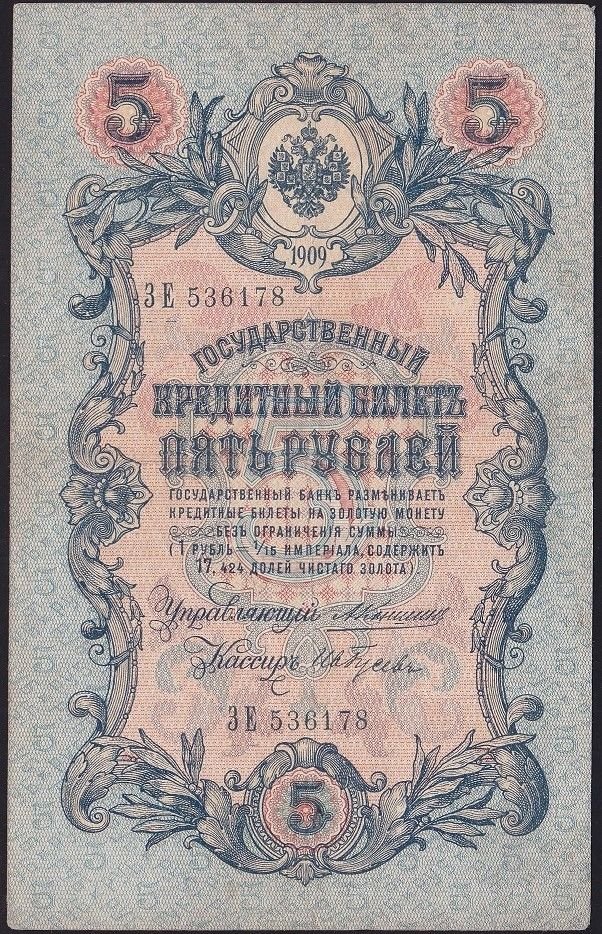 5 5
1909
ЗЕ 536178
ГОСУДАРСТВЕННЫЙ
КРЕДИТНЫЙ БИЛЕТЪ
ПЯТЬ РУБЛЕЙ
ГОСУДАРСТВЕННЫЙ БАНКЪ РАЗМѢНИВАЕТЪ
КРЕДИТНЫЕ БИЛЕТЫ НА ЗОЛОТУЮ МОНЕТУ
БЕЗЪ ОГРАНИЧЕНІЯ СУММЫ
(1 РУБЛЬ — 1/15 ИМПЕРІАЛА, СОДЕРЖИТЪ
17,424 ДОЛЕЙ ЧИСТАГО ЗОЛОТА)
Управляющій
Кассиръ
ЗЕ 536178
5